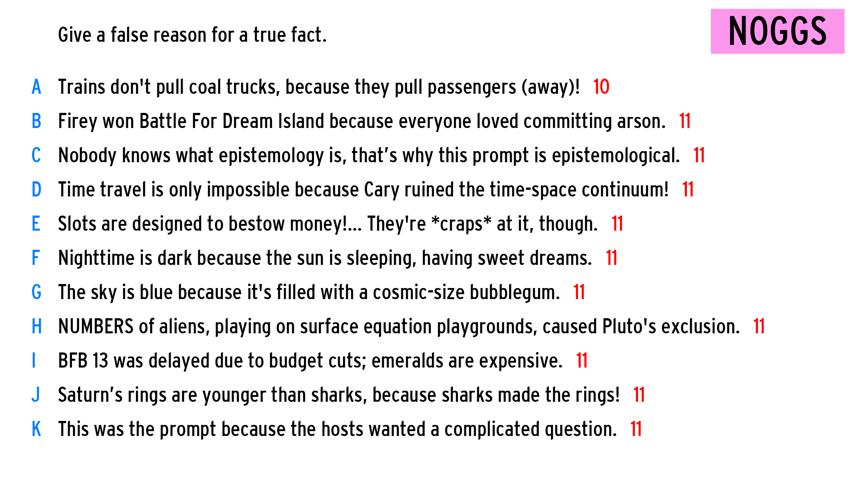 Give a false reason for a true fact.
NOGGS
A Trains don't pull coal trucks, because they pull passengers (away)! 10
B Firey won Battle For Dream Island because everyone loved committing arson. 11
C Nobody knows what epistemology is, that’s why this prompt is epistemological. 11
D Time travel is only impossible because Cary ruined the time-space continuum! 11
E Slots are designed to bestow money!... They're *craps* at it, though. 11
F Nighttime is dark because the sun is sleeping, having sweet dreams. 11
G The sky is blue because it's filled with a cosmic-size bubblegum. 11
H NUMBERS of aliens, playing on surface equation playgrounds, caused Pluto's exclusion. 11
I BFB 13 was delayed due to budget cuts; emeralds are expensive. 11
J Saturn’s rings are younger than sharks, because sharks made the rings! 11
K This was the prompt because the hosts wanted a complicated question. 11